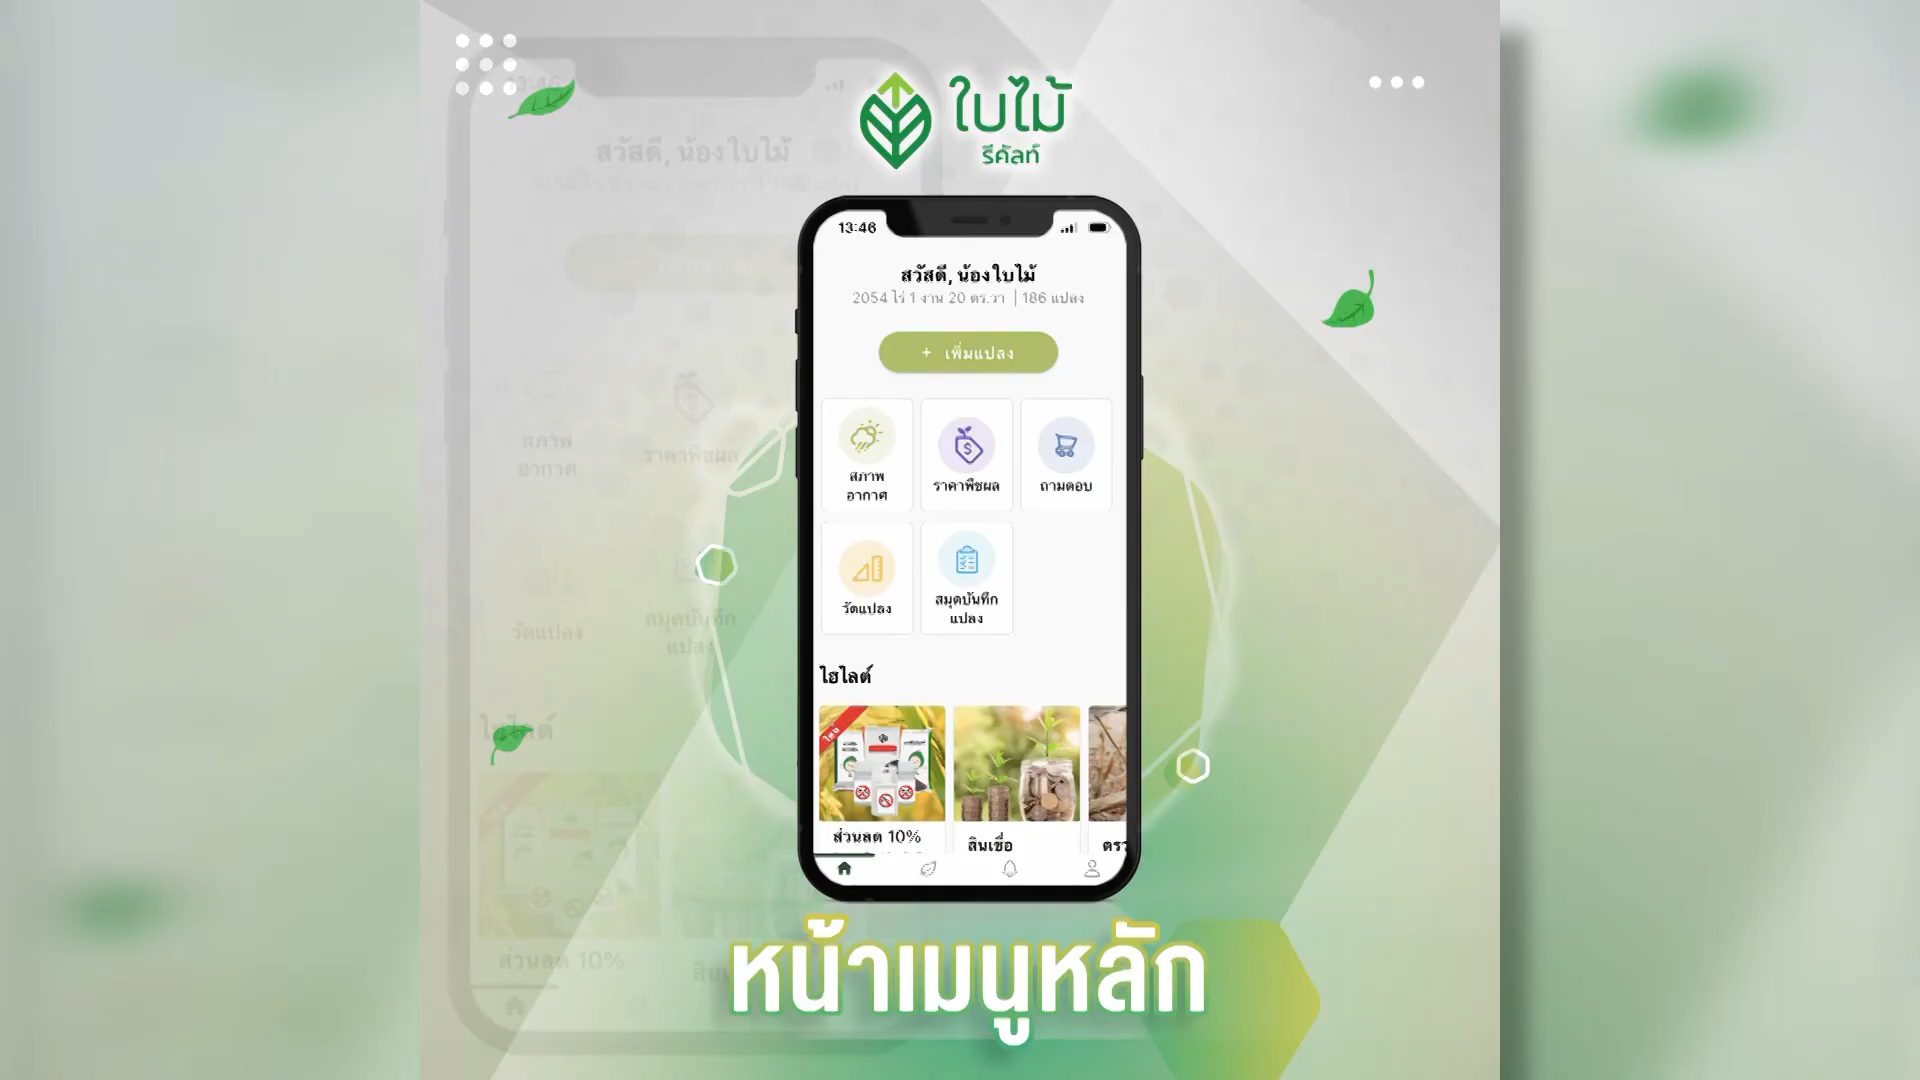 ใบไม้
รีคัลท์
13:46
สวัสดี, น้องใบไม้
2054 ไร่ 1 งาน 20 ตร.วา | 186 แปลง
+ เพิ่มแปลง
สภาพ
อากาศ
ราคาพืชผล
ถามตอบ
วัดแปลง
สมุดบันทึก
แปลง
ไฮไลต์
ส่วนลด 10%
สินเชื่อ
ตรว
หน้าเมนูหลัก